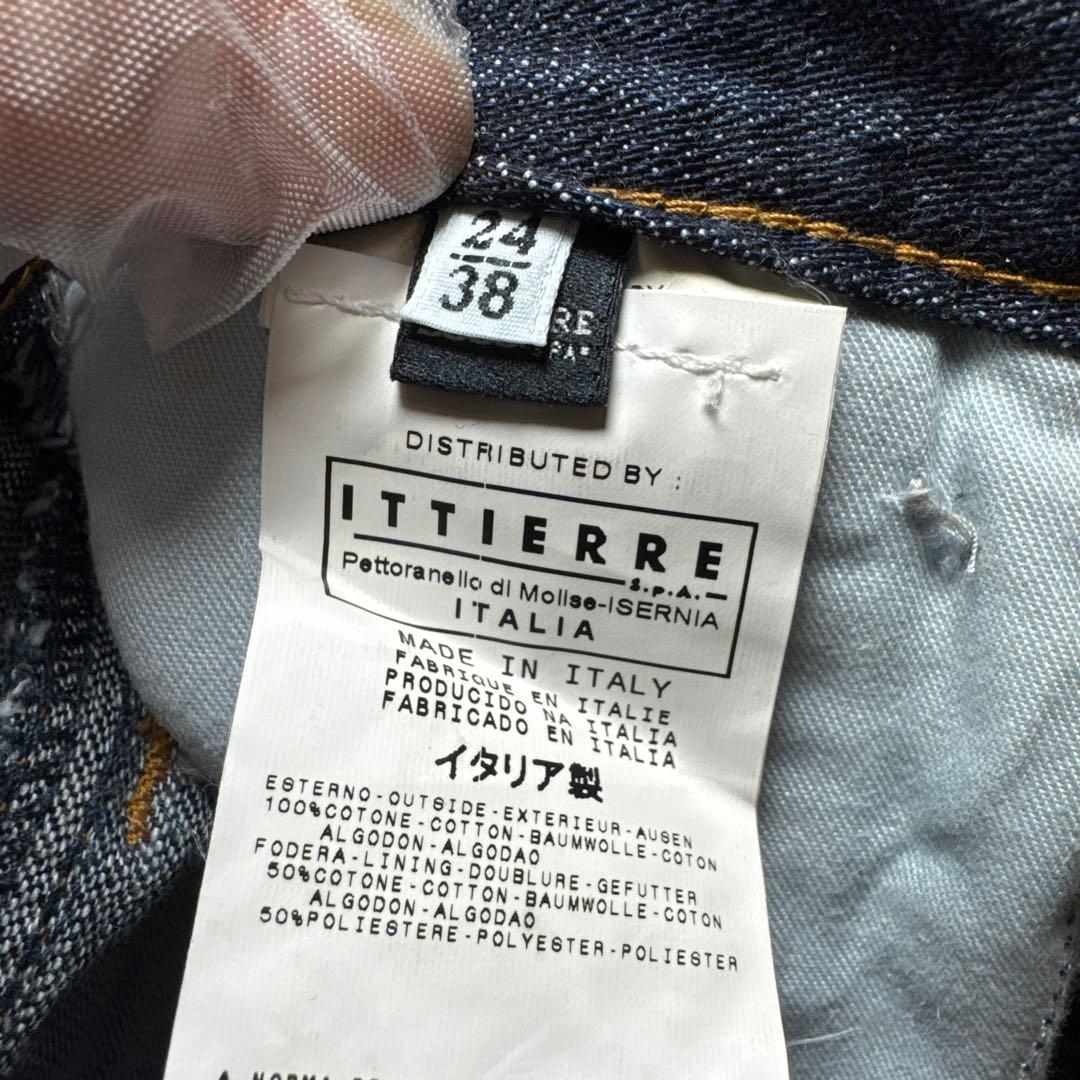 24
38
RE
DISTRIBUTED BY :
ITTIERRE
S.p.A.
Pettoranello di Molise-ISERNIA
ITALIA
MADE IN ITALY
FABRIQUE EN ITALIE
PRODUCIDO NA ITALIA
FABRICADO EN ITALIA
イタリア製
ESTERNO-OUTSIDE-EXTERIEUR-AUSEN
100%COTONE-COTTON-BAUMWOLLE-COTON
ALGODON-ALGODAO
FODERA-LINING-DOUBLURE-GEFUTTER
50%COTONE-COTTON-BAUMWOLLE-COTON
ALGODON-ALGODAO
50%POLIESTERE-POLYESTER-POLIESTER
A NORMA